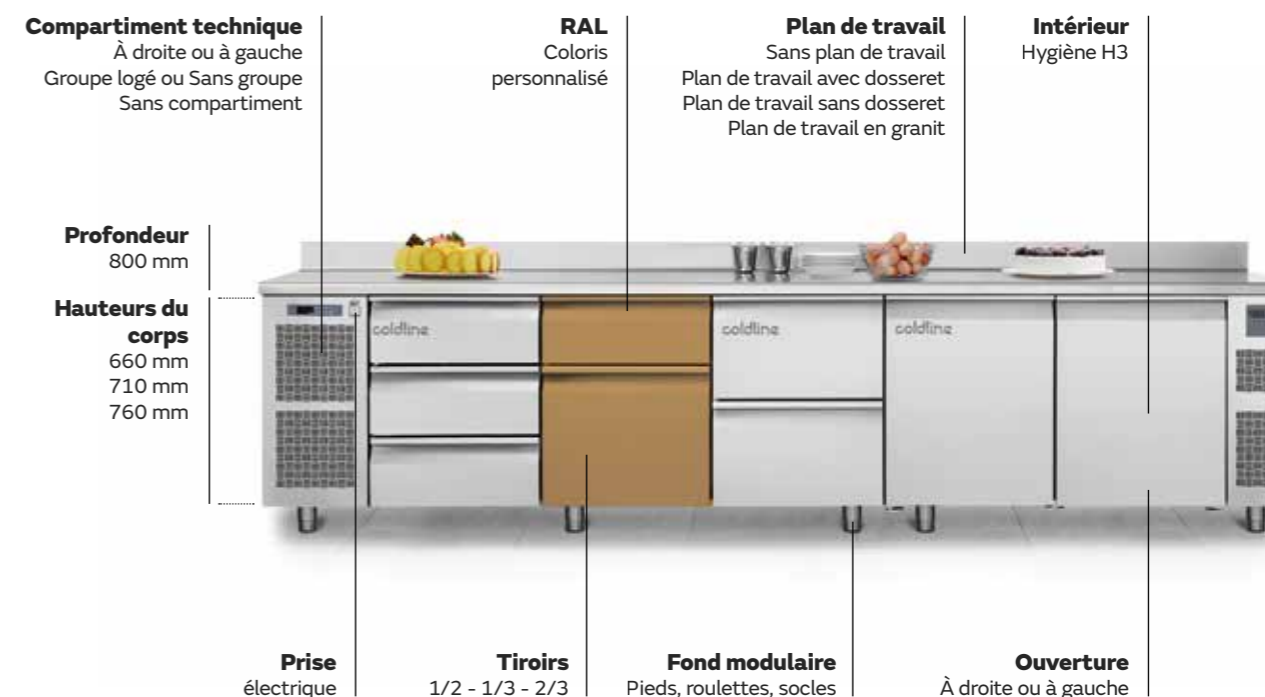 Compartiment technique
À droite ou à gauche
Groupe logé ou Sans groupe
Sans compartiment
RAL
Coloris
personnalisé
Plan de travail
Sans plan de travail
Plan de travail avec dosseret
Plan de travail sans dosseret
Plan de travail en granit
Intérieur
Hygiène H3
Profondeur
800 mm
Hauteurs du
corps
660 mm
710 mm
760 mm
coldline
coldline
coldline
Prise
électrique
Tiroirs
1/2 - 1/3 - 2/3
Fond modulaire
Pieds, roulettes, socles
Ouverture
À droite ou à gauche